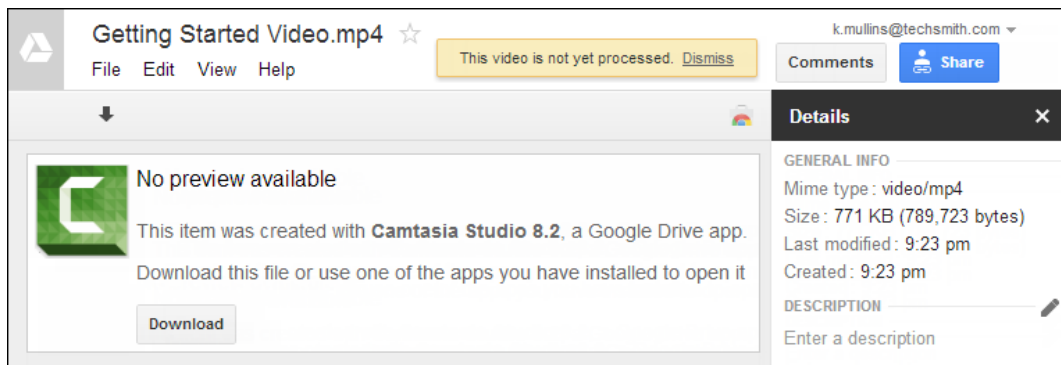 Getting Started Video.mp4
k.mullins@techsmith.com
File Edit View Help
This video is not yet processed. Dismiss
Comments
Share
Details
GENERAL INFO
Mime type : video/mp4
Size : 771 KB (789,723 bytes)
Last modified : 9:23 pm
Created : 9:23 pm
DESCRIPTION
Enter a description
No preview available
This item was created with Camtasia Studio 8.2, a Google Drive app.
Download this file or use one of the apps you have installed to open it
Download